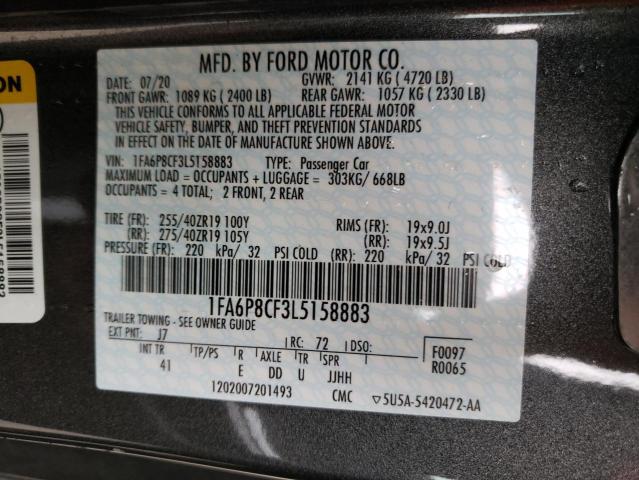 MFD. BY FORD MOTOR CO.
DATE: 07/20 GVWR: 2141 KG ( 4720 LB)
FRONT GAWR: 1089 KG ( 2400 LB) REAR GAWR: 1057 KG ( 2330 LB)
THIS VEHICLE CONFORMS TO ALL APPLICABLE FEDERAL MOTOR
VEHICLE SAFETY, BUMPER, AND THEFT PREVENTION STANDARDS
IN EFFECT ON THE DATE OF MANUFACTURE SHOWN ABOVE.
VIN: 1FA6P8CF3L5158883 TYPE: Passenger Car
MAXIMUM LOAD = OCCUPANTS + LUGGAGE = 303KG/ 668LB
OCCUPANTS = 4 TOTAL; 2 FRONT, 2 REAR
TIRE (FR): 255/40ZR19 100Y RIMS (FR): 19x9.0J
(RR): 275/40ZR19 105Y (RR): 19x9.5J
PRESSURE (FR): 220 kPa/ 32 PSI COLD (RR): 220 kPa/ 32 PSI COLD
1FA6P8CF3L5158883
TRAILER TOWING - SEE OWNER GUIDE
EXT PNT: J7 RC: 72 DSO: F0097
INT TR TP/PS R AXLE TR SPR R0065
41 E DD U JJHH
1202007201493 CMC ▽5U5A-5420472-AA